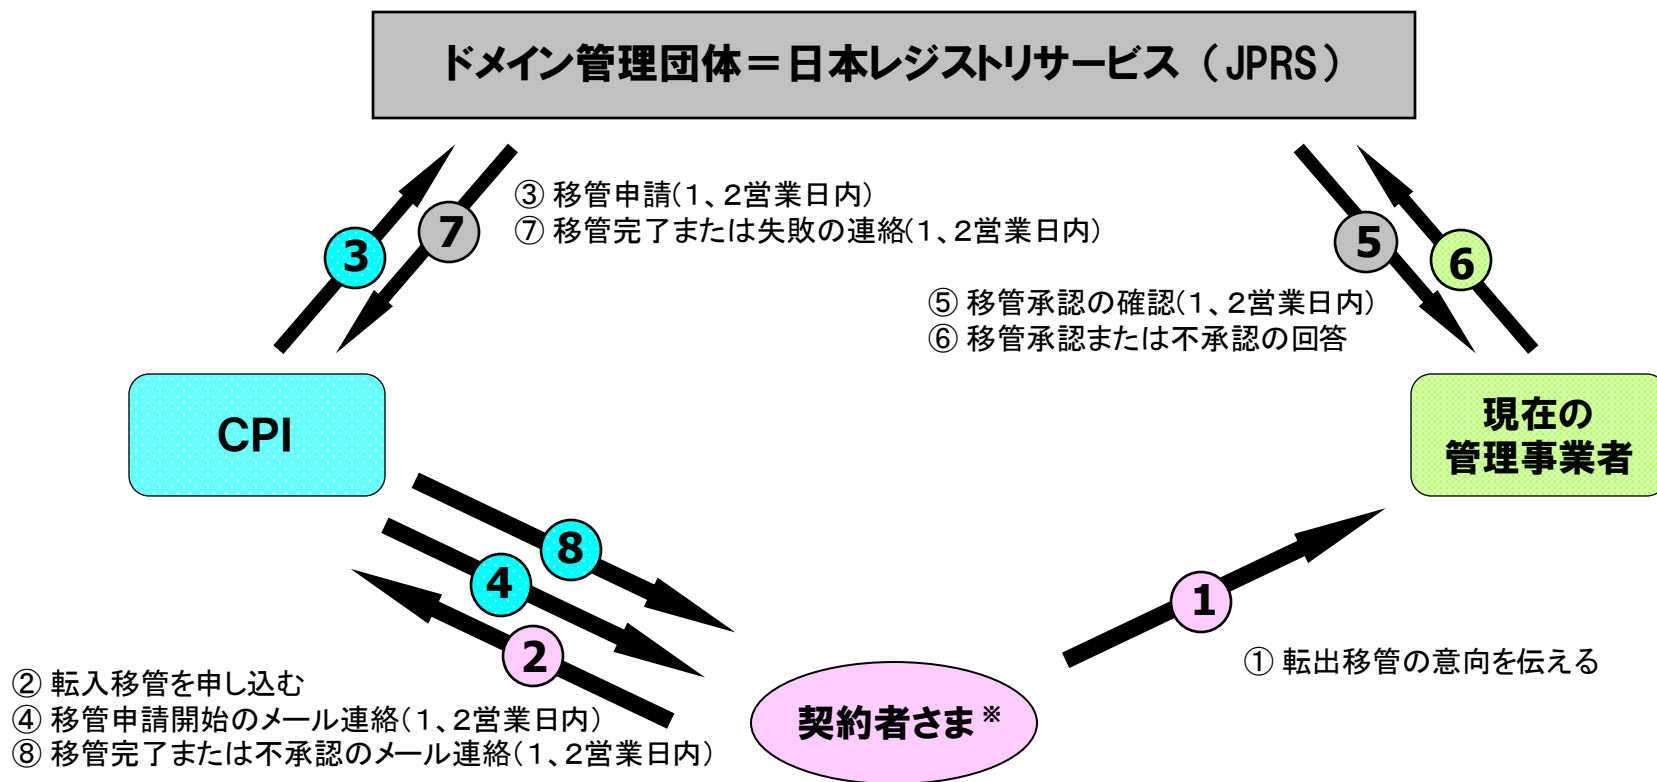 ドメイン管理団体＝日本レジストリサービス（JPRS）
③ 移管申請(１、２営業日内)
⑦ 移管完了または失敗の連絡(１、２営業日内)
3
7
5
6
⑤ 移管承認の確認(１、２営業日内)
⑥ 移管承認または不承認の回答
CPI
現在の
管理事業者
8
4
2
1
① 転出移管の意向を伝える
② 転入移管を申し込む
④ 移管申請開始のメール連絡(１、２営業日内)
⑧ 移管完了または不承認のメール連絡(１、２営業日内)
契約者さま※